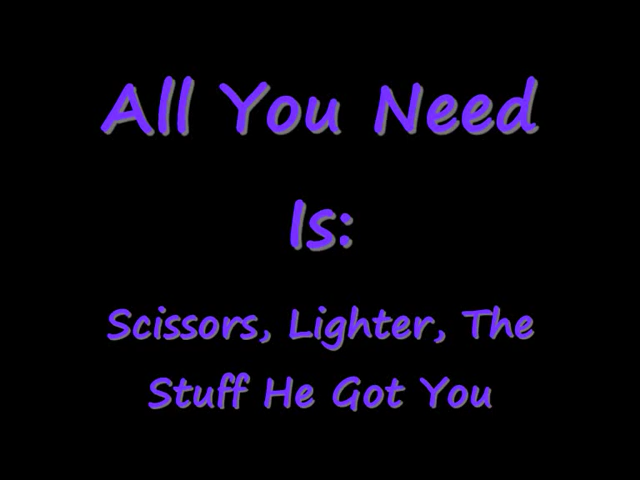 All You Need
Is:
Scissors, Lighter, The
Stuff He Got You